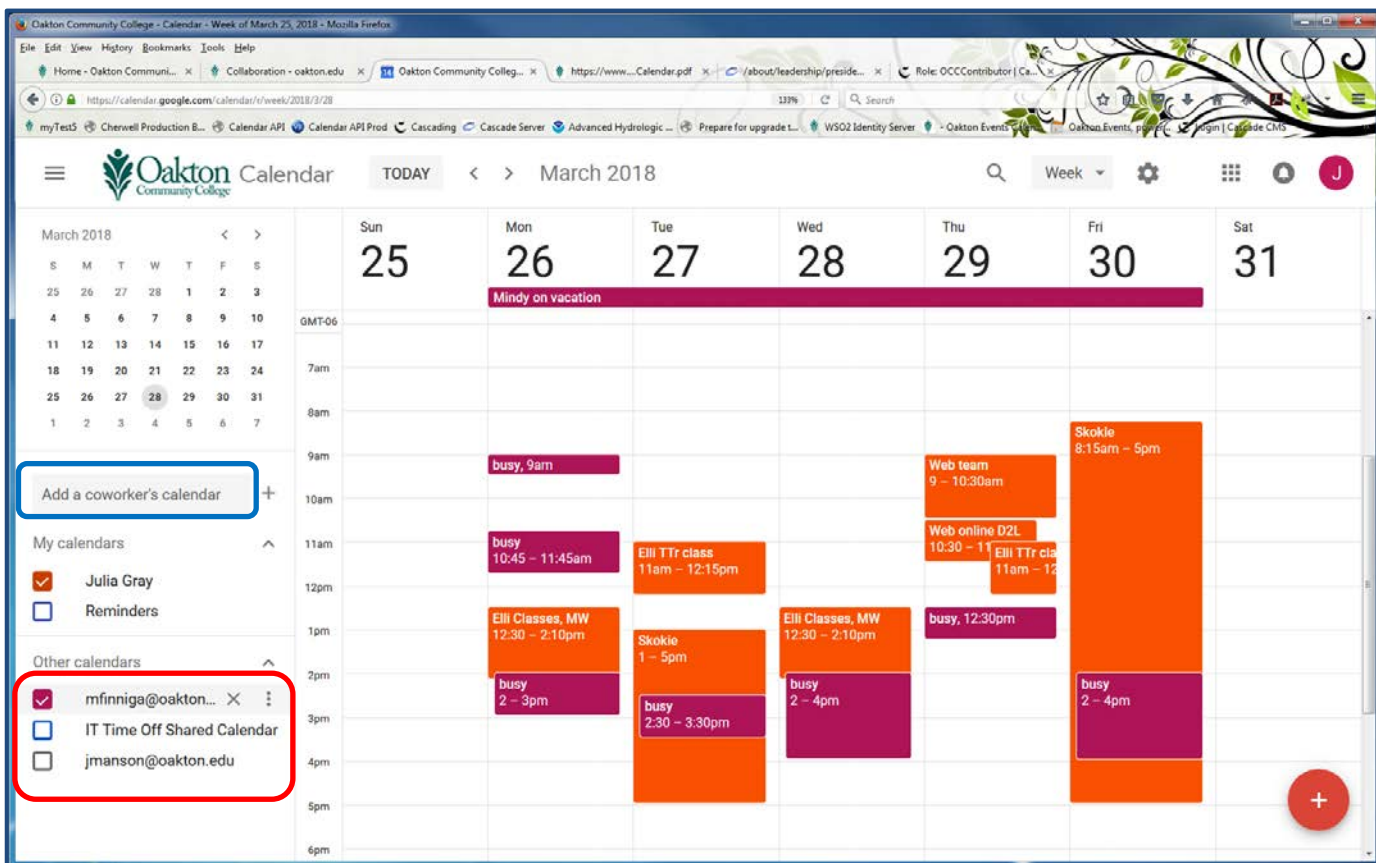 Oakton Community College - Calendar - Week of March 25, 2018 - Mozilla Firefox
File Edit View History Bookmarks Tools Help
Home - Oakton Communi... × Collaboration - oakton.edu × 14 Oakton Community Colleg... × https://www....Calendar.pdf × /about/leadership/preside... × Role: OCCContributor | Ca... ×
https://calendar.google.com/calendar/r/week/2018/3/28 133% Search
myTest5 Cherwell Production B... Calendar API Calendar API Prod Cascading Cascade Server Advanced Hydrologic ... Prepare for upgrade t... WSO2 Identity Server - Oakton Events Oakton Events, Login | Cascade CMS
Oakton Community College Calendar TODAY < > March 2018 Week J
Sun Mon Tue Wed Thu Fri Sat
25 26 27 28 29 30 31
Mindy on vacation
March 2018 < >
S M T W T F S
25 26 27 28 1 2 3
4 5 6 7 8 9 10
11 12 13 14 15 16 17
18 19 20 21 22 23 24
25 26 27 28 29 30 31
1 2 3 4 5 6 7
Add a coworker's calendar +
My calendars
Julia Gray
Reminders
Other calendars
mfinniga@oakton... ×
IT Time Off Shared Calendar
jmanson@oakton.edu
GMT-06
7am
8am
9am
10am
11am
12pm
1pm
2pm
3pm
4pm
5pm
6pm
busy, 9am
busy
10:45 – 11:45am
Elli Classes, MW
12:30 – 2:10pm
busy
2 – 3pm
Elli TTr class
11am – 12:15pm
Skokie
1 – 5pm
busy
2:30 – 3:30pm
Elli Classes, MW
12:30 – 2:10pm
busy
2 – 4pm
Web team
9 – 10:30am
Web online D2L
10:30 – 11
Elli TTr cla
11am – 12
busy, 12:30pm
Skokie
8:15am – 5pm
busy
2 – 4pm
+